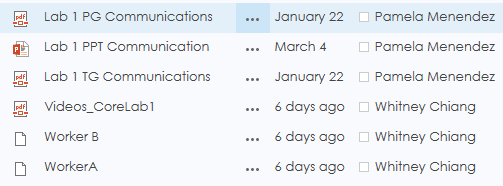 Lab 1 PG Communications ... January 22 Pamela Menendez
Lab 1 PPT Communication ... March 4 Pamela Menendez
Lab 1 TG Communications ... January 22 Pamela Menendez
Videos_CoreLab1 ... 6 days ago Whitney Chiang
Worker B ... 6 days ago Whitney Chiang
WorkerA ... 6 days ago Whitney Chiang